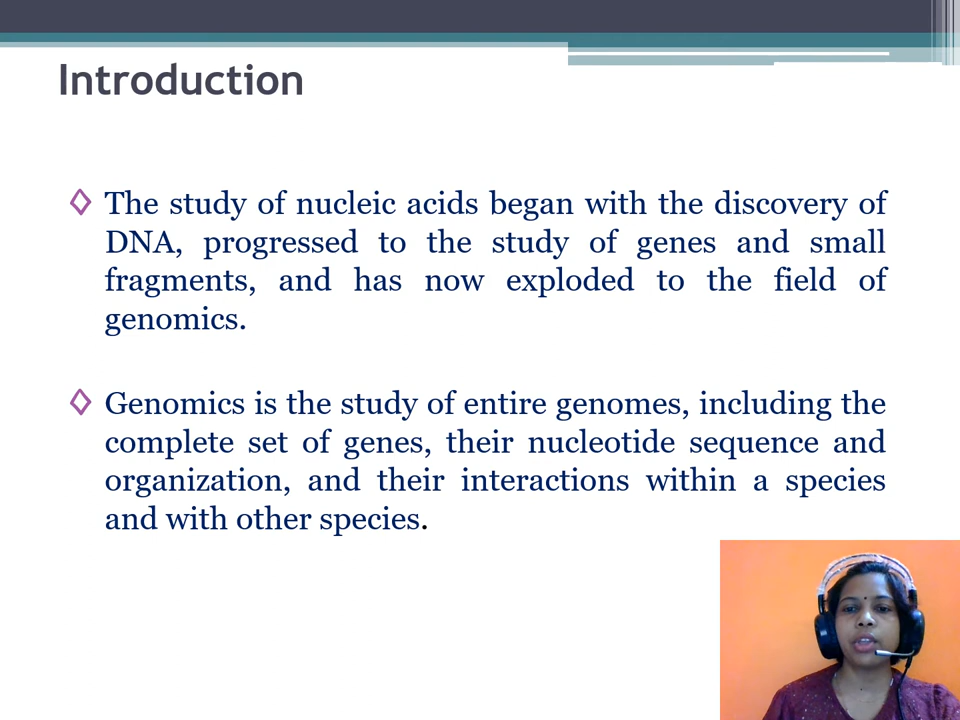 Introduction
The study of nucleic acids began with the discovery of
DNA, progressed to the study of genes and small
fragments, and has now exploded to the field of
genomics.
Genomics is the study of entire genomes, including the
complete set of genes, their nucleotide sequence and
organization, and their interactions within a species
and with other species.